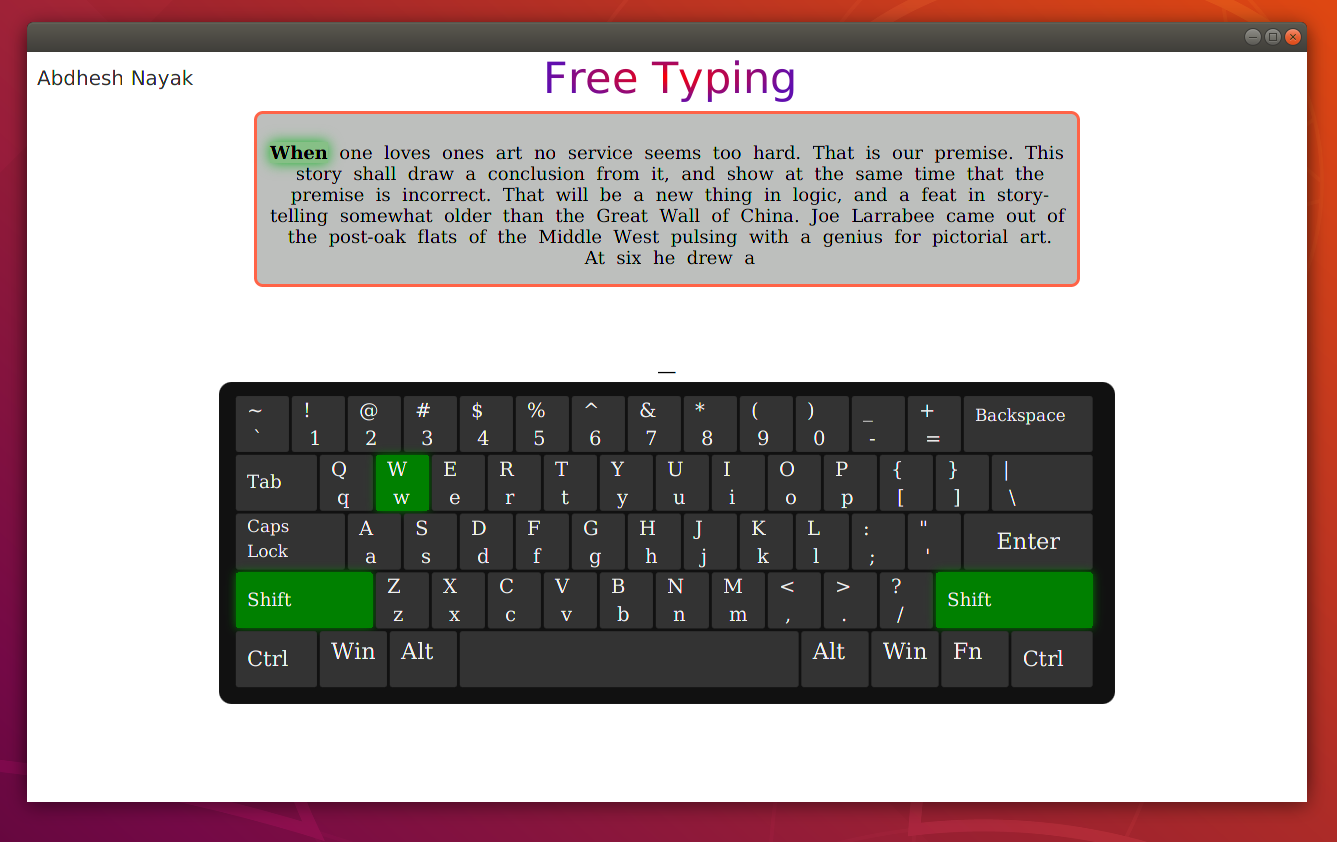 Abdhesh Nayak
Free Typing
When one loves ones art no service seems too hard. That is our premise. This
story shall draw a conclusion from it, and show at the same time that the
premise is incorrect. That will be a new thing in logic, and a feat in story-
telling somewhat older than the Great Wall of China. Joe Larrabee came out of
the post-oak flats of the Middle West pulsing with a genius for pictorial art.
At six he drew a
_
~ ! @ # $ % ^ & * ( ) _ + Backspace
` 1 2 3 4 5 6 7 8 9 0 - =
Tab Q W E R T Y U I O P { } |
q w e r t y u i o p [ ] \
Caps Lock A S D F G H J K L : " Enter
a s d f g h j k l ; '
Shift Z X C V B N M < > ? Shift
z x c v b n m , . /
Ctrl Win Alt Alt Win Fn Ctrl